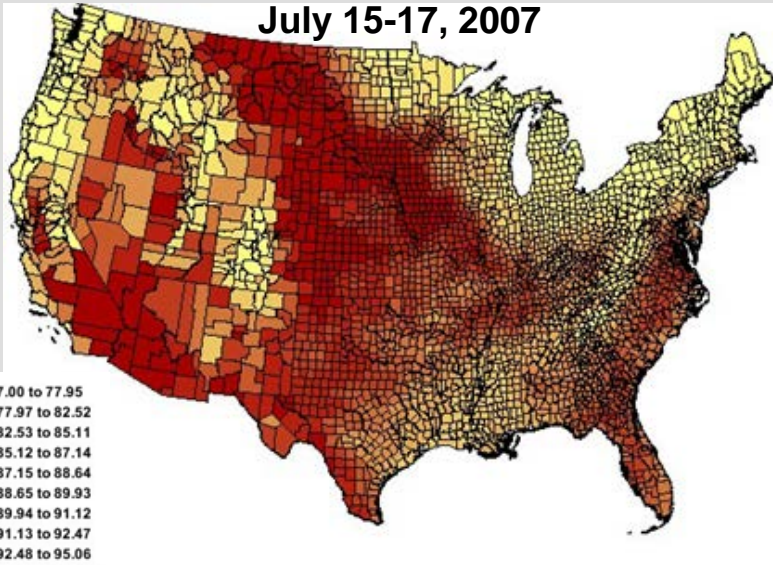 July 15-17, 2007
7.00 to 77.95
77.97 to 82.52
82.53 to 85.11
85.12 to 87.14
87.15 to 88.64
88.65 to 89.93
89.94 to 91.12
91.13 to 92.47
92.48 to 95.06